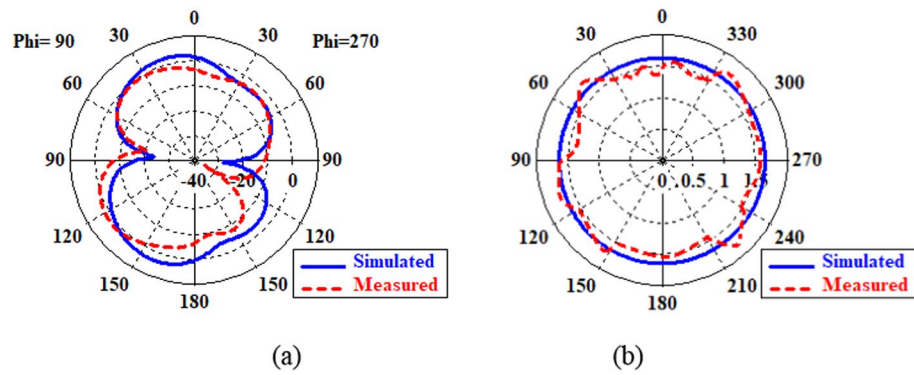 0 0
Phi= 90 30 30 Phi=270 30 330
60 60 60 300
90 -40 -20 0 90 90 0 0.5 1 1.5 270
120 120 120 240
150 150 150 210
180 180
Simulated Simulated
Measured Measured
(a) (b)